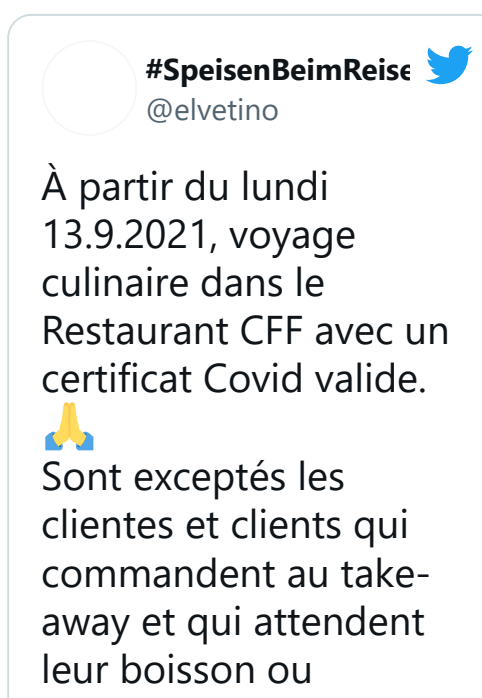 #SpeisenBeimReise
@elvetino
À partir du lundi
13.9.2021, voyage
culinaire dans le
Restaurant CFF avec un
certificat Covid valide.
🙏
Sont exceptés les
clientes et clients qui
commandent au take-
away et qui attendent
leur boisson ou